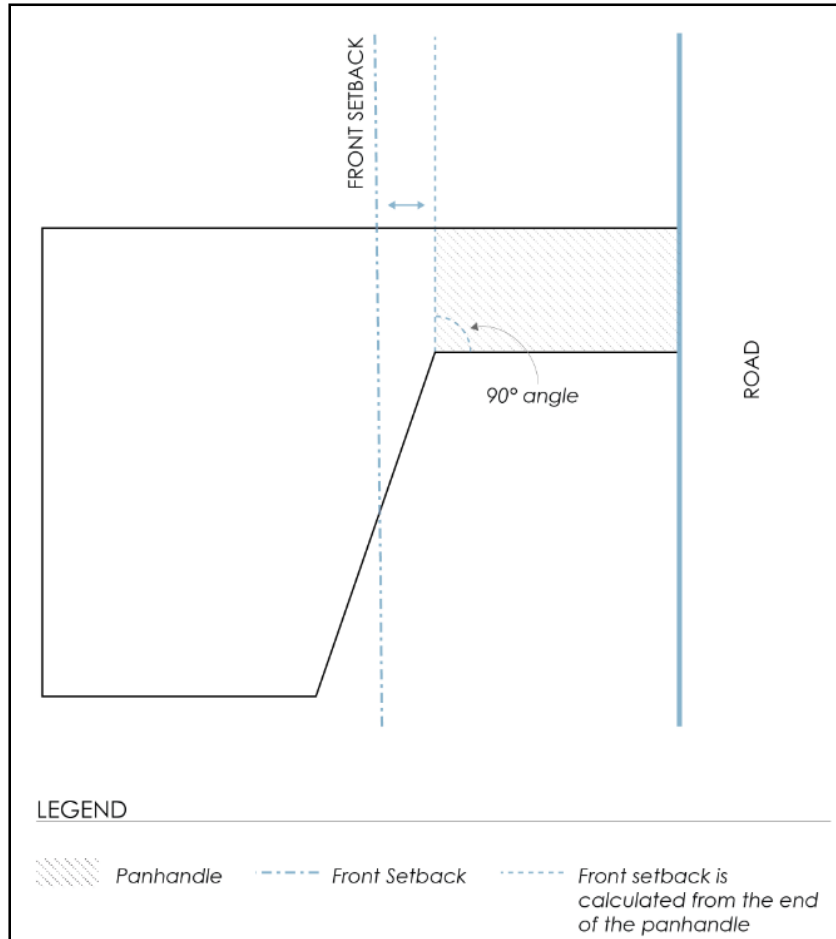 FRONT SETBACK
90° angle
ROAD
LEGEND
Panhandle
Front Setback
Front setback is
calculated from the end
of the panhandle